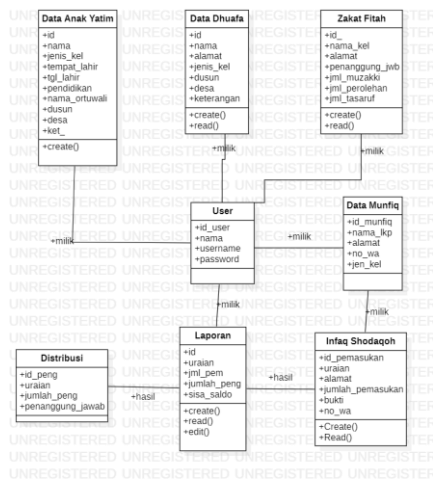 Data Anak Yatim
+id
+nama
+jenis_kel
+tempat_lahir
+tgl_lahir
+pendidikan
+nama_ortuwali
+dusun
+desa
+ket_
+create()
Data Dhuafa
+id
+nama
+alamat
+jenis_kel
+dusun
+desa
+keterangan
+create()
+read()
Zakat Fitah
+id_
+nama_kel
+alamat
+penanggung_jwb
+jml_muzakki
+jml_perolehan
+jml_tasaruf
+create()
+read()
+milik
+milik
User
+id_user
+nama
+username
+password
+milik
+milik
Data Munfiq
+id_munfiq
+nama_lkp
+alamat
+no_wa
+jen_kel
+milik
+milik
Distribusi
+id_peng
+uraian
+jumlah_peng
+penanggung_jawab
+hasil
Laporan
+id
+uraian
+jml_pem
+jumlah_peng
+sisa_saldo
+create()
+read()
+edit()
+hasil
Infaq Shodaqoh
+id_pemasukan
+uraian
+alamat
+jumlah_pemasukan
+bukti
+no_wa
+Create()
+Read()
UNREGISTERED